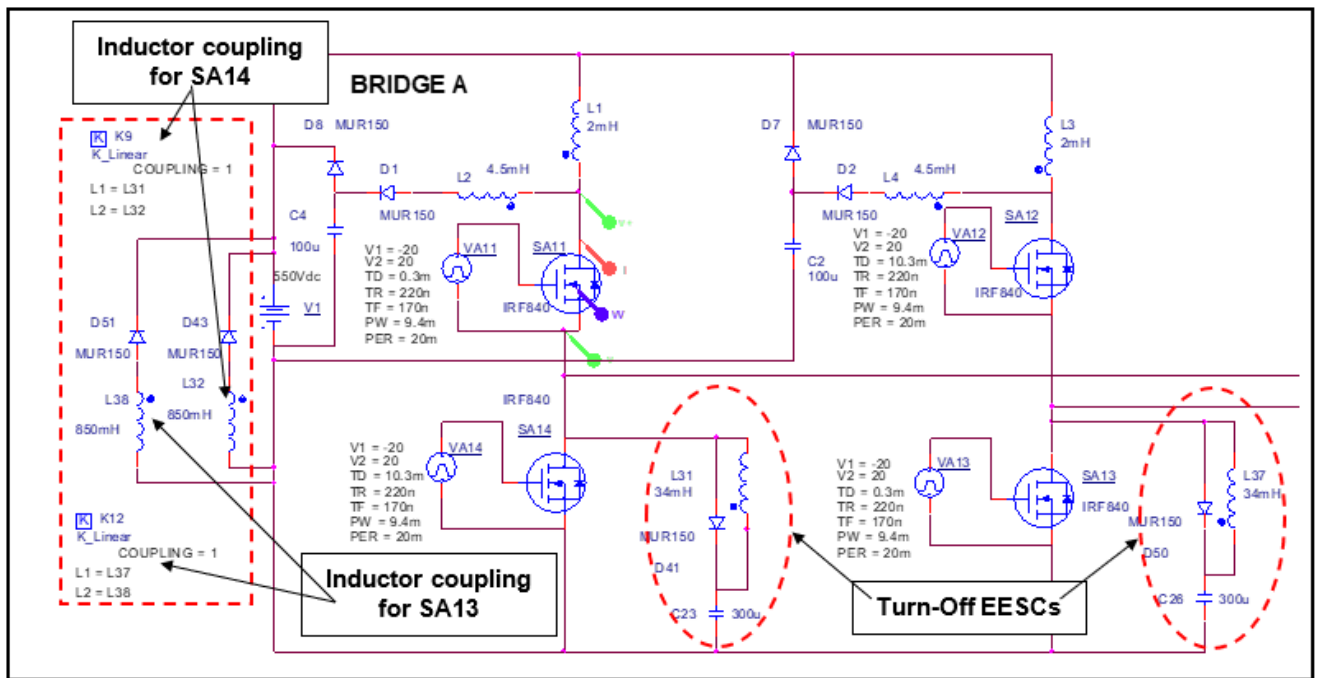 Inductor coupling
for SA14
BRIDGE A
K K9
K_Linear
COUPLING = 1
L1 = L31
L2 = L32
D8 MUR150
L1
2mH
D7 MUR150
L3
2mH
D1
MUR150
L2 4.5mH
D2
MUR150
L4 4.5mH
C4
100u
550Vdc
V1
V1 = -20
V2 = 20
TD = 0.3m
TR = 220n
TF = 170n
PW = 9.4m
PER = 20m
VA11
SA11
IRF840
I
W
C2
100u
V1 = -20
V2 = 20
TD = 10.3m
TR = 220n
TF = 170n
PW = 9.4m
PER = 20m
VA12
SA12
IRF840
D51
MUR150
D43
MUR150
L38
850mH
L32
850mH
K K12
K_Linear
COUPLING = 1
L1 = L37
L2 = L38
Inductor coupling
for SA13
V1 = -20
V2 = 20
TD = 10.3m
TR = 220n
TF = 170n
PW = 9.4m
PER = 20m
VA14
IRF840
SA14
L31
34mH
MUR150
D41
C23 300u
Turn-Off EESCs
V1 = -20
V2 = 20
TD = 0.3m
TR = 220n
TF = 170n
PW = 9.4m
PER = 20m
VA13
SA13
IRF840
L37
34mH
MUR150
D50
C26 300u